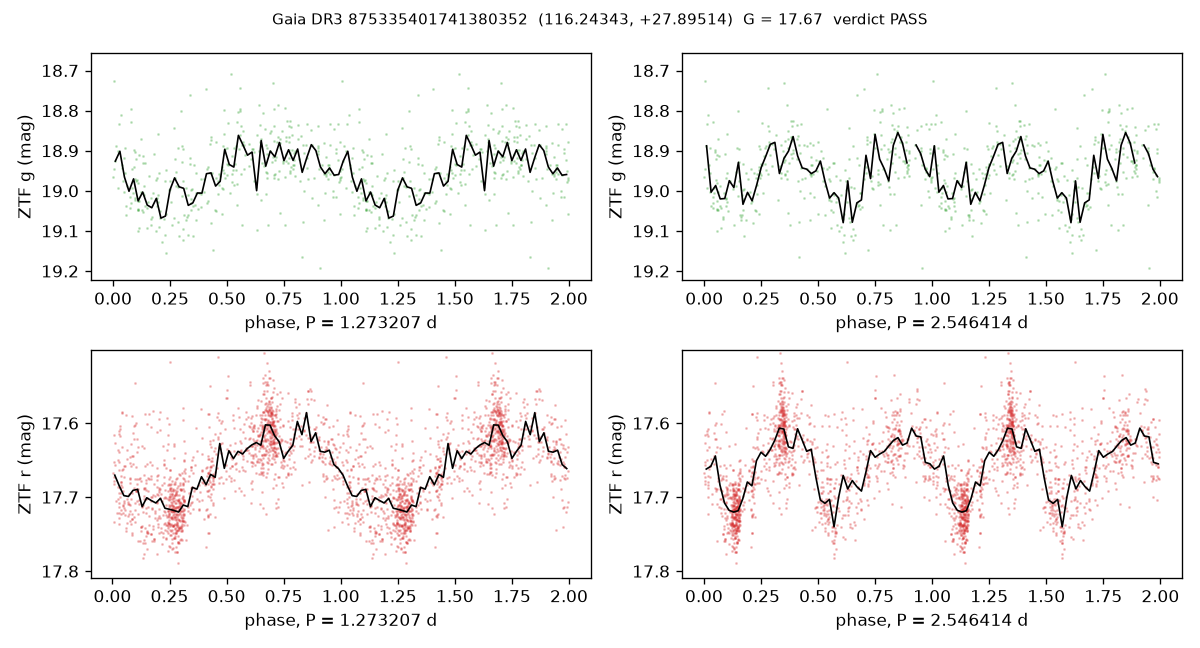 Gaia DR3 875335401741380352 (116.24343, +27.89514) G = 17.67 verdict PASS
ZTF g (mag)
18.7
18.8
18.9
19.0
19.1
19.2
0.00 0.25 0.50 0.75 1.00 1.25 1.50 1.75 2.00
phase, P = 1.273207 d
ZTF g (mag)
18.7
18.8
18.9
19.0
19.1
19.2
0.00 0.25 0.50 0.75 1.00 1.25 1.50 1.75 2.00
phase, P = 2.546414 d
ZTF r (mag)
17.6
17.7
17.8
0.00 0.25 0.50 0.75 1.00 1.25 1.50 1.75 2.00
phase, P = 1.273207 d
ZTF r (mag)
17.6
17.7
17.8
0.00 0.25 0.50 0.75 1.00 1.25 1.50 1.75 2.00
phase, P = 2.546414 d